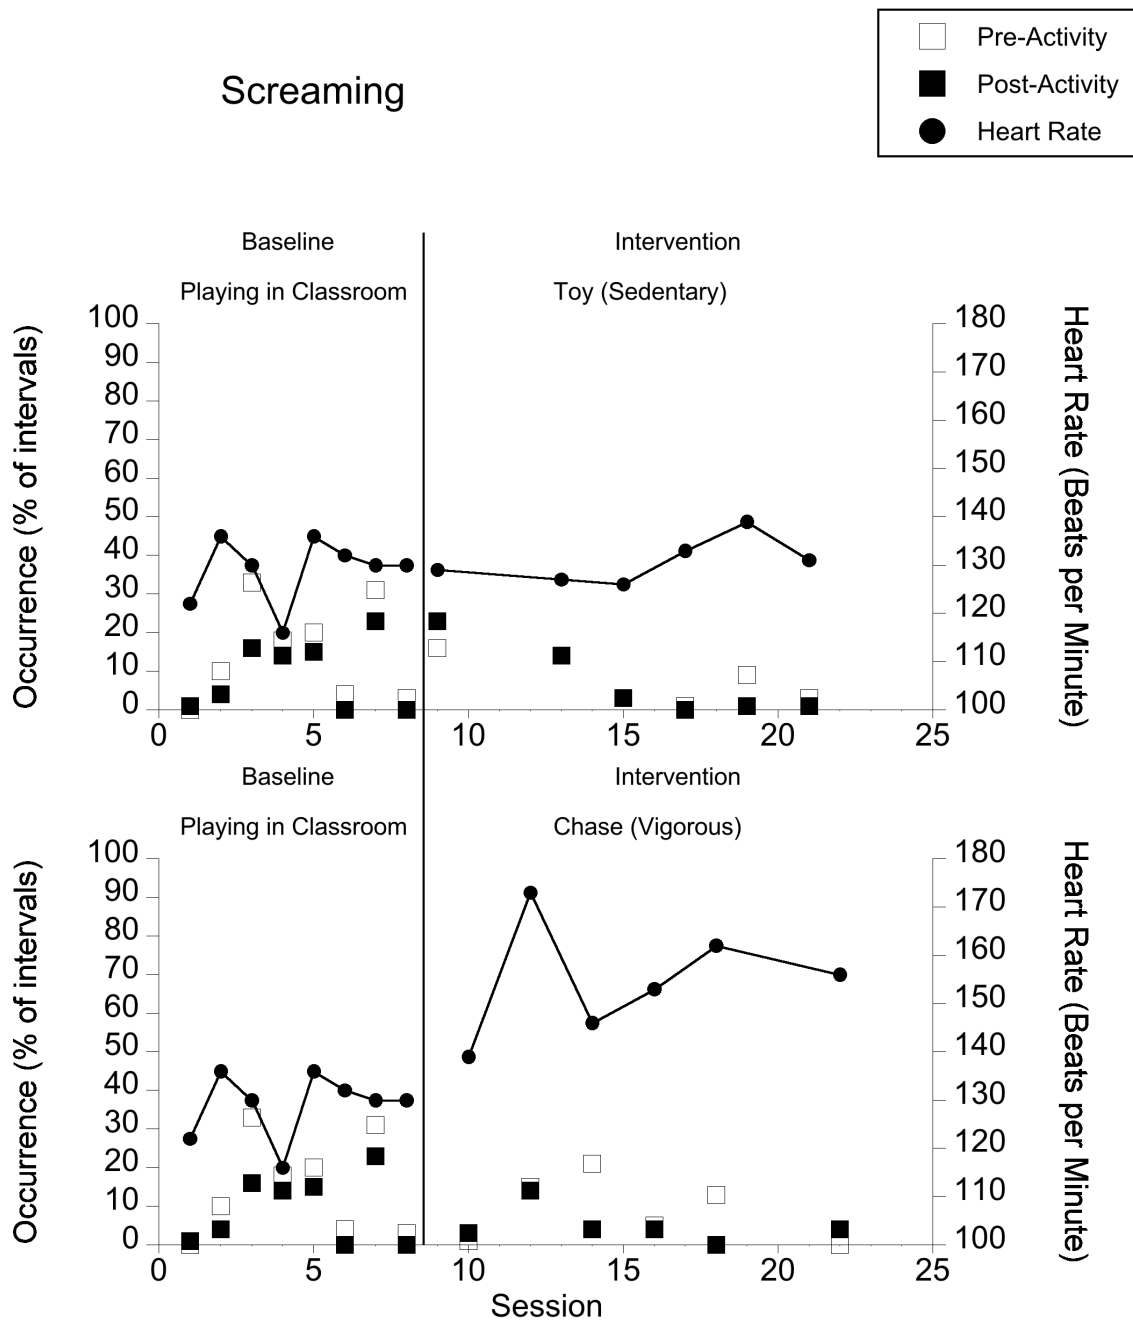 Pre-Activity
Post-Activity
Heart Rate
Screaming
Baseline
Intervention
Playing in Classroom
Toy (Sedentary)
Occurrence (% of intervals)
100
90
80
70
60
50
40
30
20
10
0
180
170
160
150
140
130
120
110
100
Heart Rate (Beats per Minute)
0 5 10 15 20 25
Baseline
Intervention
Playing in Classroom
Chase (Vigorous)
Occurrence (% of intervals)
100
90
80
70
60
50
40
30
20
10
0
180
170
160
150
140
130
120
110
100
Heart Rate (Beats per Minute)
0 5 10 15 20 25
Session